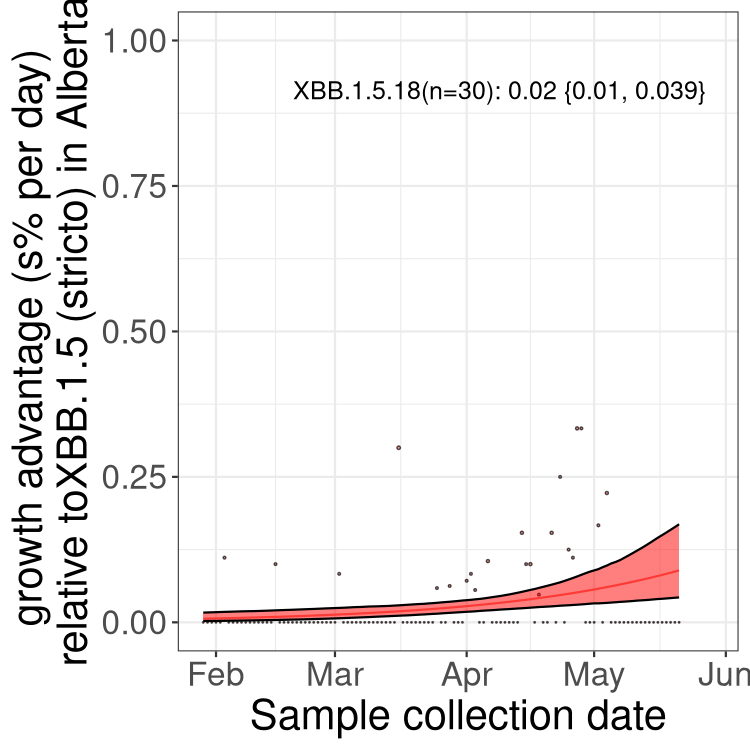 growth advantage (s% per day)
relative toXBB.1.5 (stricto) in Alberta
1.00
0.75
0.50
0.25
0.00
XBB.1.5.18(n=30): 0.02 {0.01, 0.039}
Feb Mar Apr May Jun
Sample collection date